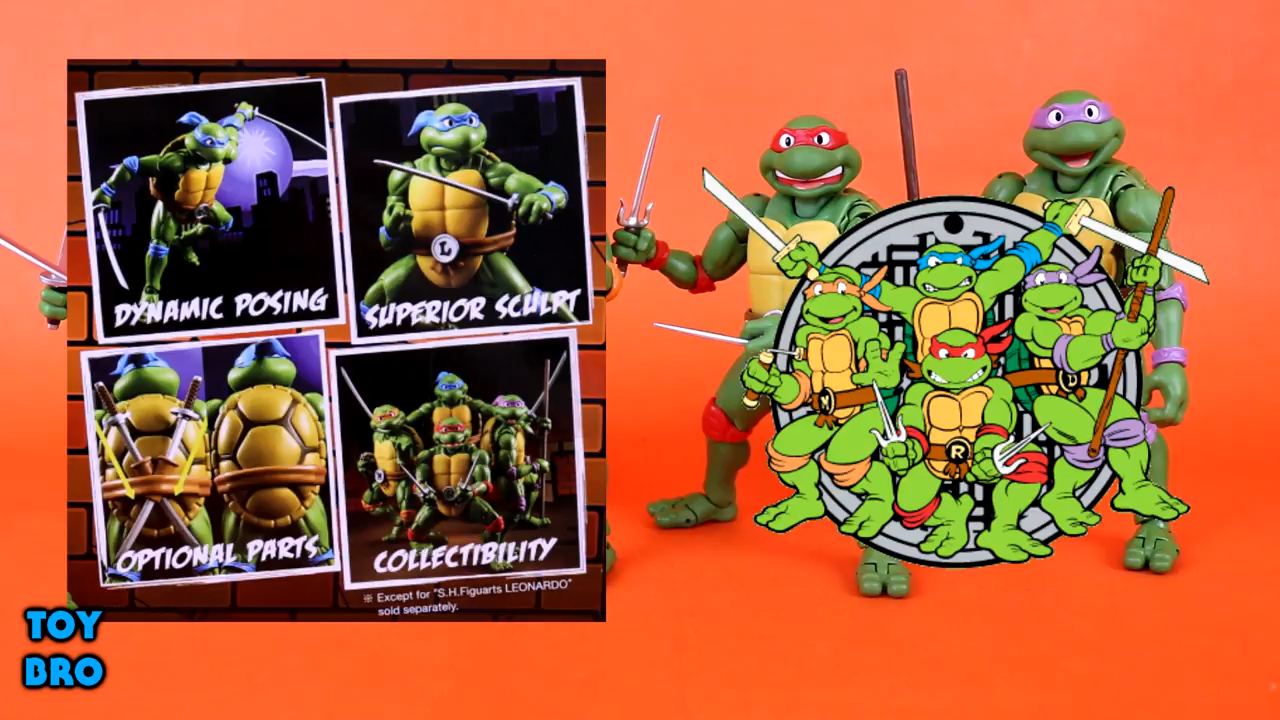 DYNAMIC POSING
SUPERIOR SCULPT
L
OPTIONAL PARTS
COLLECTIBILITY
※ Except for "S.H.Figuarts LEONARDO"
sold separately.
M
D
R
TOY
BRO